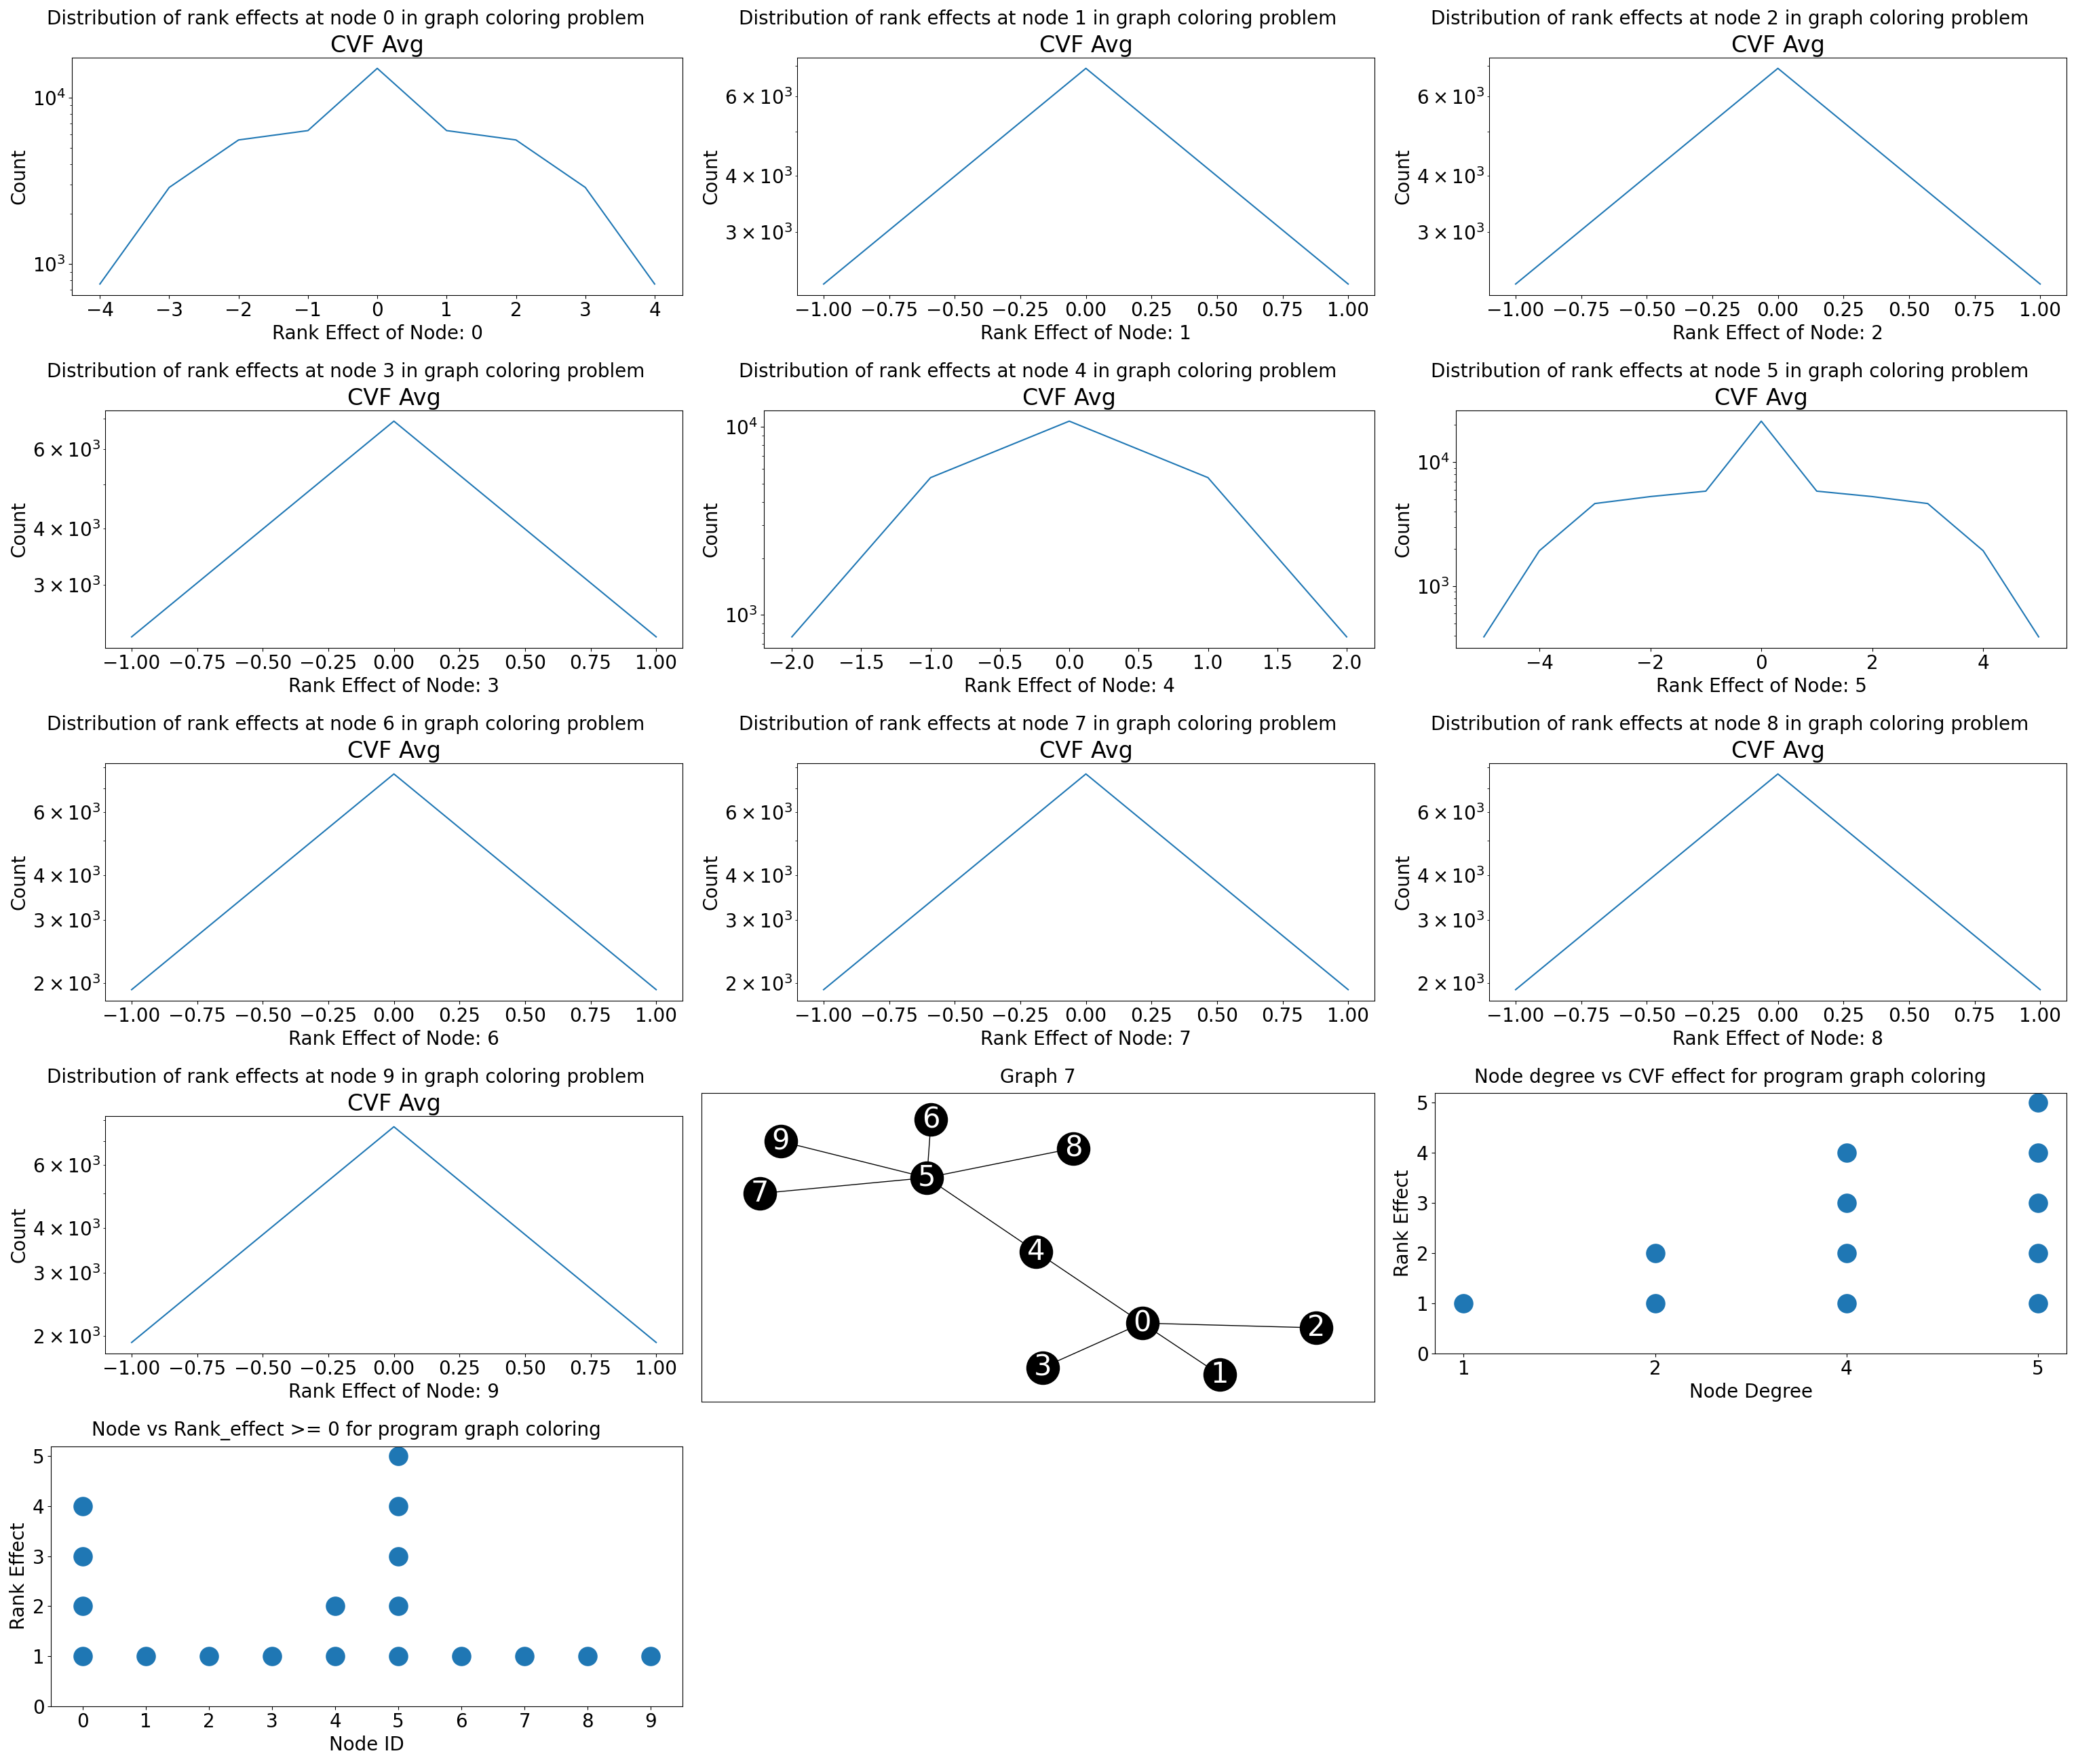 Distribution of rank effects at node 0 in graph coloring problem
CVF Avg
Count
10^4
10^3
−4 −3 −2 −1 0 1 2 3 4
Rank Effect of Node: 0
Distribution of rank effects at node 1 in graph coloring problem
CVF Avg
Count
6 × 10^3
4 × 10^3
3 × 10^3
−1.00 −0.75 −0.50 −0.25 0.00 0.25 0.50 0.75 1.00
Rank Effect of Node: 1
Distribution of rank effects at node 2 in graph coloring problem
CVF Avg
Count
6 × 10^3
4 × 10^3
3 × 10^3
−1.00 −0.75 −0.50 −0.25 0.00 0.25 0.50 0.75 1.00
Rank Effect of Node: 2
Distribution of rank effects at node 3 in graph coloring problem
CVF Avg
Count
6 × 10^3
4 × 10^3
3 × 10^3
−1.00 −0.75 −0.50 −0.25 0.00 0.25 0.50 0.75 1.00
Rank Effect of Node: 3
Distribution of rank effects at node 4 in graph coloring problem
CVF Avg
Count
10^4
10^3
−2.0 −1.5 −1.0 −0.5 0.0 0.5 1.0 1.5 2.0
Rank Effect of Node: 4
Distribution of rank effects at node 5 in graph coloring problem
CVF Avg
Count
10^4
10^3
−4 −2 0 2 4
Rank Effect of Node: 5
Distribution of rank effects at node 6 in graph coloring problem
CVF Avg
Count
6 × 10^3
4 × 10^3
3 × 10^3
2 × 10^3
−1.00 −0.75 −0.50 −0.25 0.00 0.25 0.50 0.75 1.00
Rank Effect of Node: 6
Distribution of rank effects at node 7 in graph coloring problem
CVF Avg
Count
6 × 10^3
4 × 10^3
3 × 10^3
2 × 10^3
−1.00 −0.75 −0.50 −0.25 0.00 0.25 0.50 0.75 1.00
Rank Effect of Node: 7
Distribution of rank effects at node 8 in graph coloring problem
CVF Avg
Count
6 × 10^3
4 × 10^3
3 × 10^3
2 × 10^3
−1.00 −0.75 −0.50 −0.25 0.00 0.25 0.50 0.75 1.00
Rank Effect of Node: 8
Distribution of rank effects at node 9 in graph coloring problem
CVF Avg
Count
6 × 10^3
4 × 10^3
3 × 10^3
2 × 10^3
−1.00 −0.75 −0.50 −0.25 0.00 0.25 0.50 0.75 1.00
Rank Effect of Node: 9
Graph 7
6
9
8
5
7
4
0
2
3
1
Node degree vs CVF effect for program graph coloring
Rank Effect
5
4
3
2
1
0
1 2 4 5
Node Degree
Node vs Rank_effect >= 0 for program graph coloring
Rank Effect
5
4
3
2
1
0
0 1 2 3 4 5 6 7 8 9
Node ID